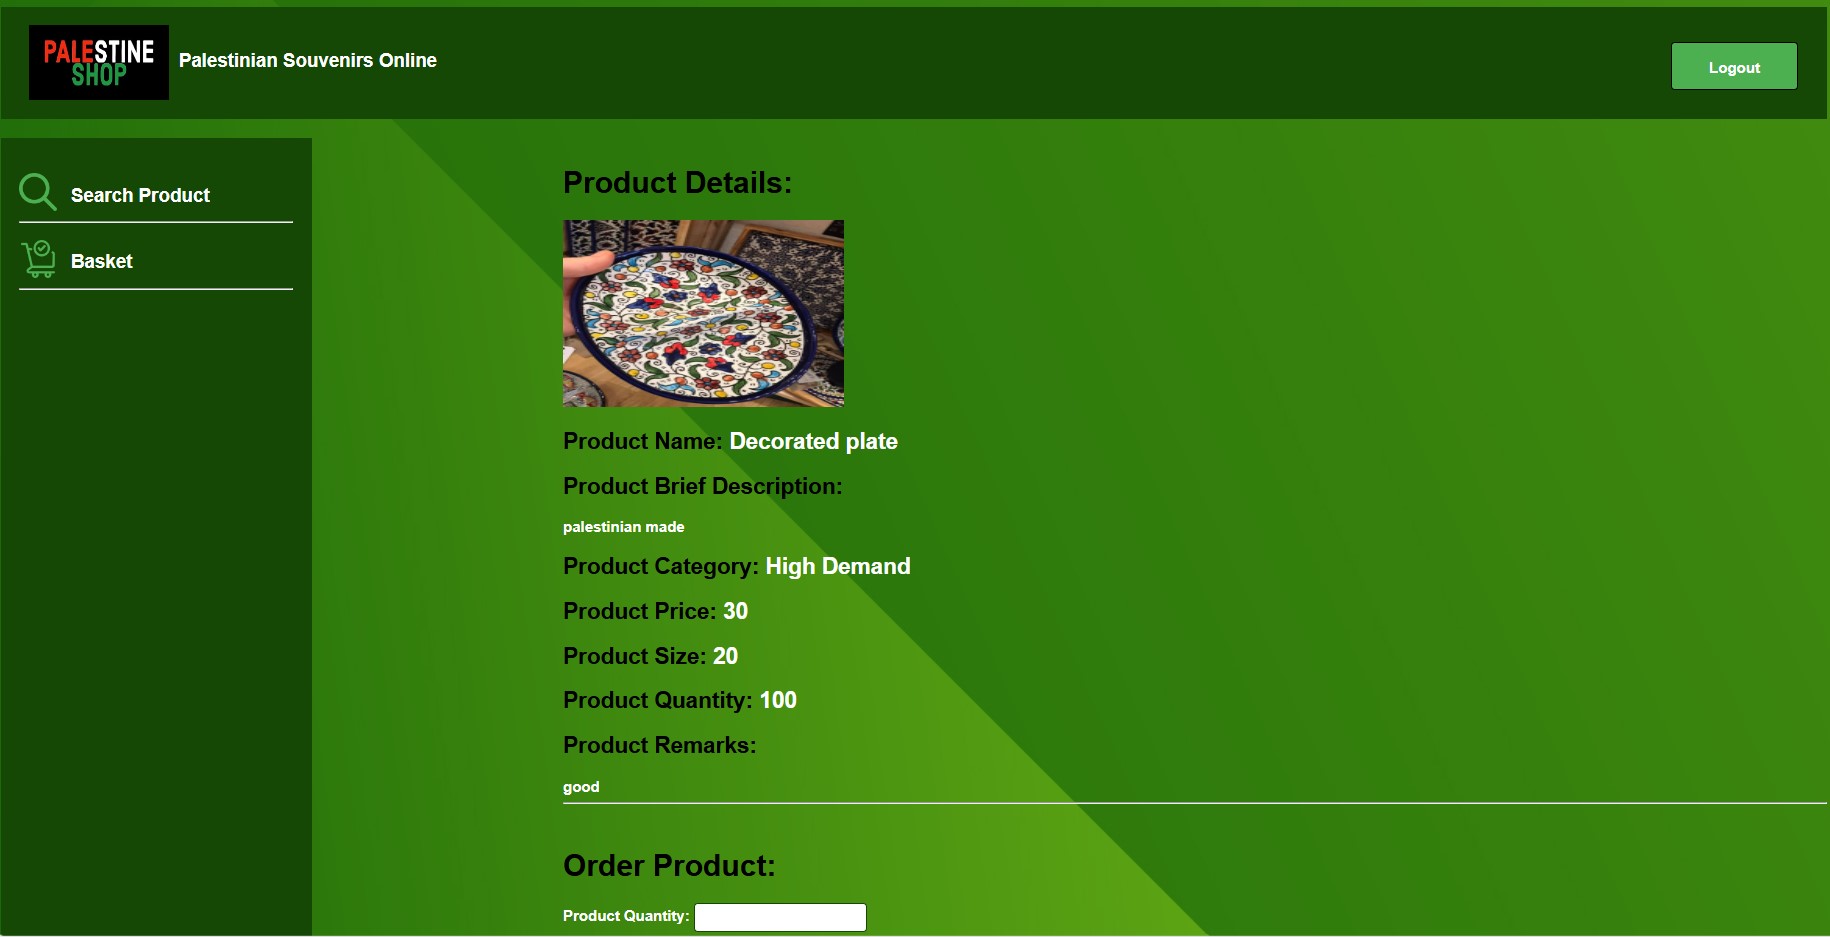 PALESTINE
SHOP
Palestinian Souvenirs Online
Logout
Search Product
Basket
Product Details:
Product Name: Decorated plate
Product Brief Description:
palestinian made
Product Category: High Demand
Product Price: 30
Product Size: 20
Product Quantity: 100
Product Remarks:
good
Order Product:
Product Quantity: